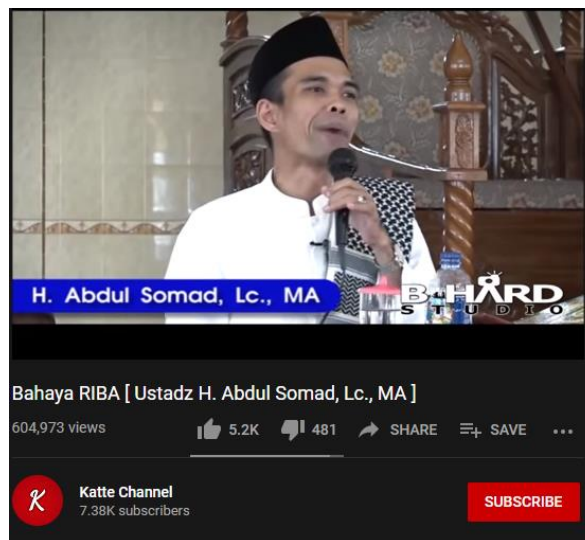 H. Abdul Somad, Lc., MA
B-HARD
STUDIO
Bahaya RIBA [ Ustadz H. Abdul Somad, Lc., MA ]
604,973 views
5.2K
481
SHARE
SAVE
K
Katte Channel
7.38K subscribers
SUBSCRIBE